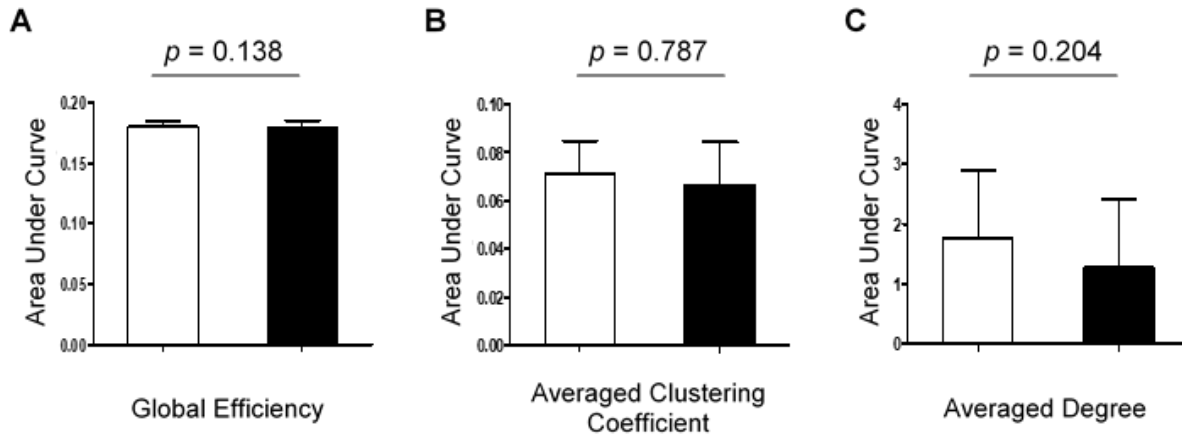 A
p = 0.138
Area Under Curve
0.20
0.15
0.10
0.05
0.00
Global Efficiency
B
p = 0.787
Area Under Curve
0.10
0.08
0.06
0.04
0.02
0.00
Averaged Clustering
Coefficient
C
p = 0.204
Area Under Curve
4
3
2
1
0
Averaged Degree